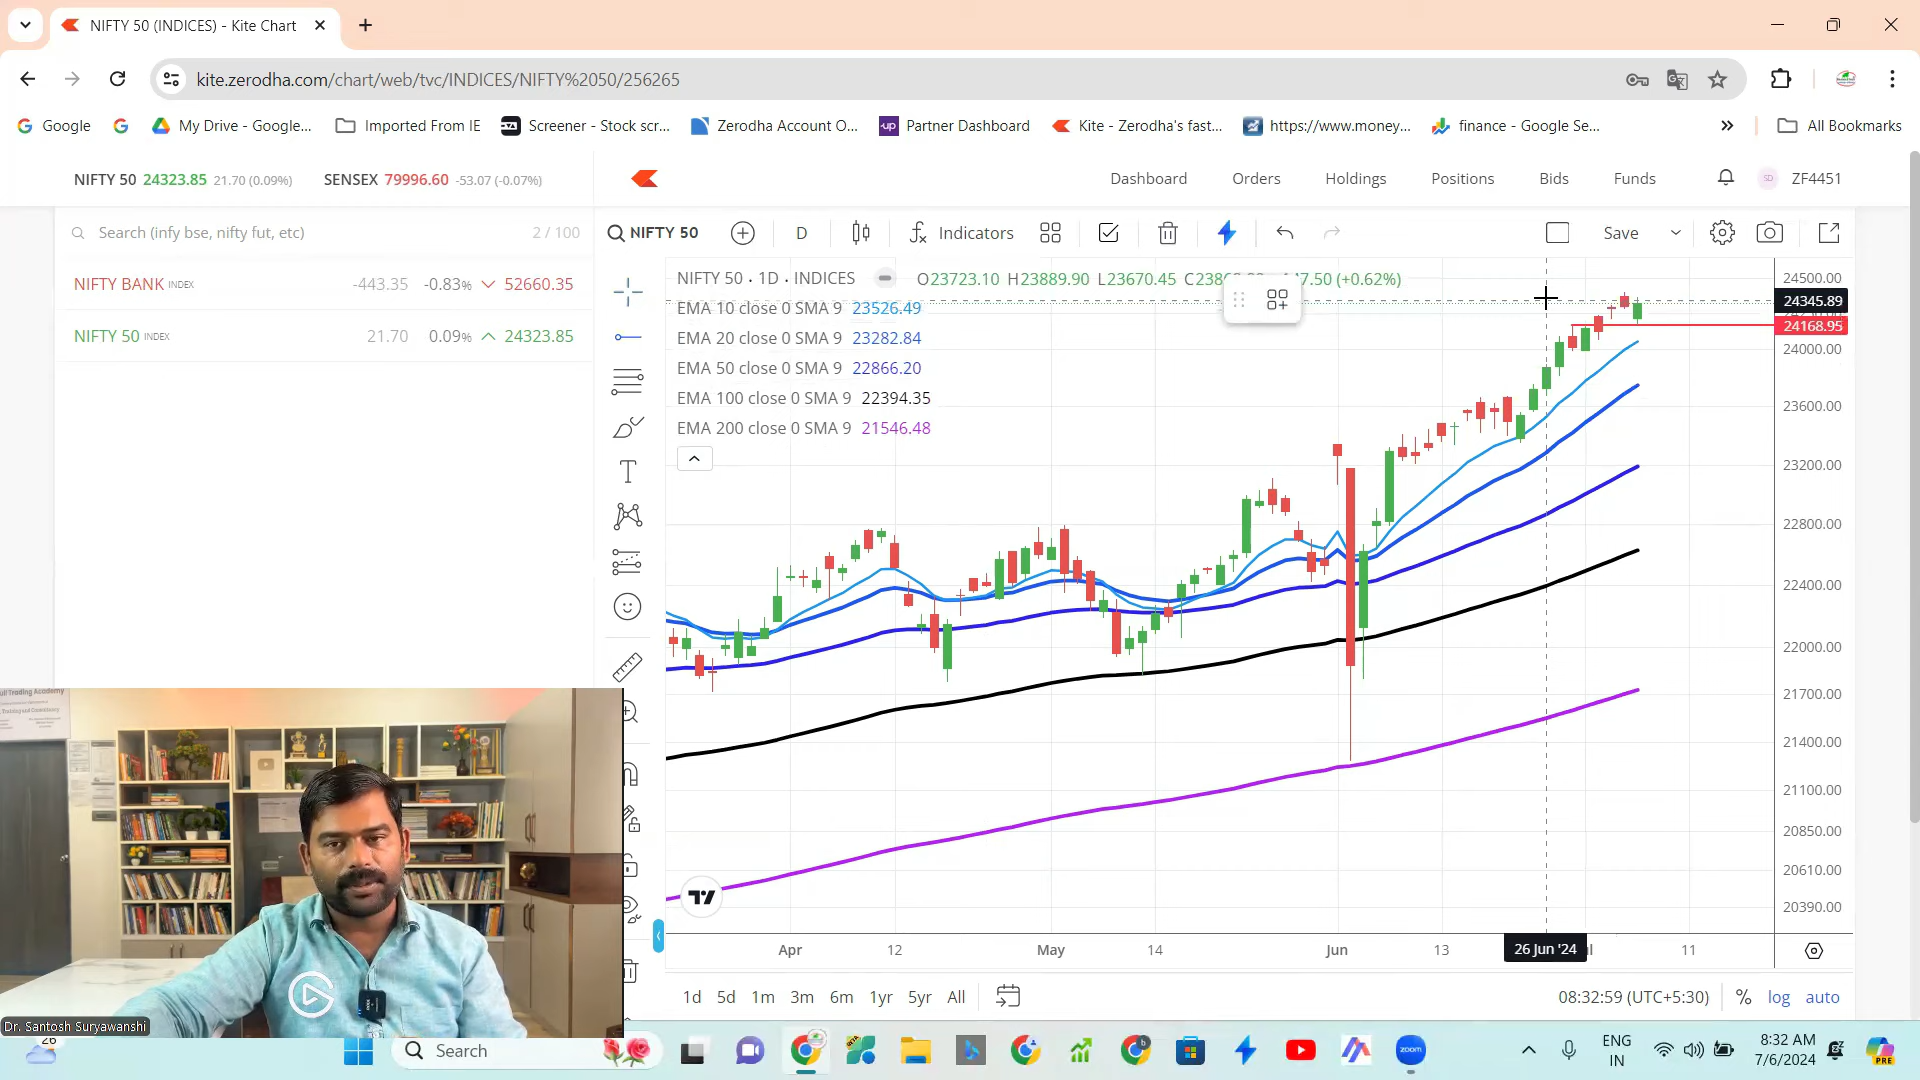 NIFTY 50 (INDICES) - Kite Chart
kite.zerodha.com/chart/web/tvc/INDICES/NIFTY%2050/256265
Google
My Drive - Google...
Imported From IE
Screener - Stock scr...
Zerodha Account O...
up Partner Dashboard
Kite - Zerodha's fast...
https://www.money...
finance - Google Se...
All Bookmarks
NIFTY 50 24323.85 21.70 (0.09%) SENSEX 79996.60 -53.07 (-0.07%)
Dashboard Orders Holdings Positions Bids Funds SD ZF4451
Search (infy bse, nifty fut, etc) 2 / 100
NIFTY 50 D Indicators Save
NIFTY BANK INDEX -443.35 -0.83% 52660.35
NIFTY 50 INDEX 21.70 0.09% 24323.85
NIFTY 50 · 1D · INDICES O23723.10 H23889.90 L23670.45 7.50 (+0.62%)
EMA 10 close 0 SMA 9 23526.49
EMA 20 close 0 SMA 9 23282.84
EMA 50 close 0 SMA 9 22866.20
EMA 100 close 0 SMA 9 22394.35
EMA 200 close 0 SMA 9 21546.48
24500.00
24345.89
24168.95
24000.00
23600.00
23200.00
22800.00
22400.00
22000.00
21700.00
21400.00
21100.00
20850.00
20610.00
20390.00
Apr 12 May 14 Jun 13 26 Jun '24 11
1d 5d 1m 3m 6m 1yr 5yr All
08:32:59 (UTC+5:30) % log auto
Trading Academy
Dr. Santosh Suryawanshi
26
Search
zoom
ENG
IN
8:32 AM
7/6/2024
PRE